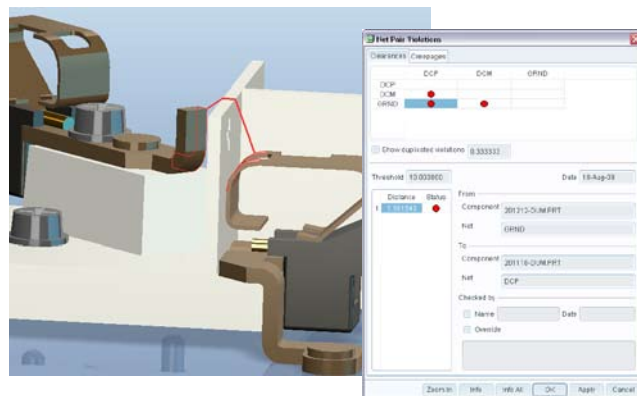 Net Pair Violations
Clearances Creepages
DCP DCM GRND
DCP
DCM
GRND
Show duplicated violations 0.333333
Threshold 10.000000
Date 18-Aug-09
Distance Status
1
From
Component
Net GRND
To
Component
Net DCP
Checked by
Name Date
Override
Zoom In Info Info All OK Apply Cancel